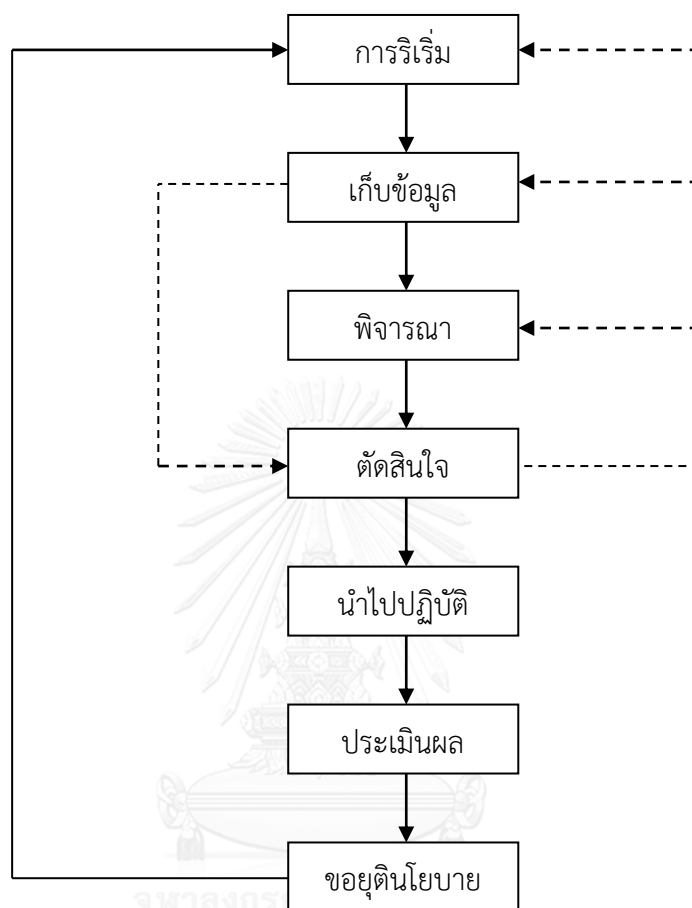 การริเริ่ม
เก็บข้อมูล
พิจารณา
ตัดสินใจ
นำไปปฏิบัติ
ประเมินผล
ขอยุตินโยบาย